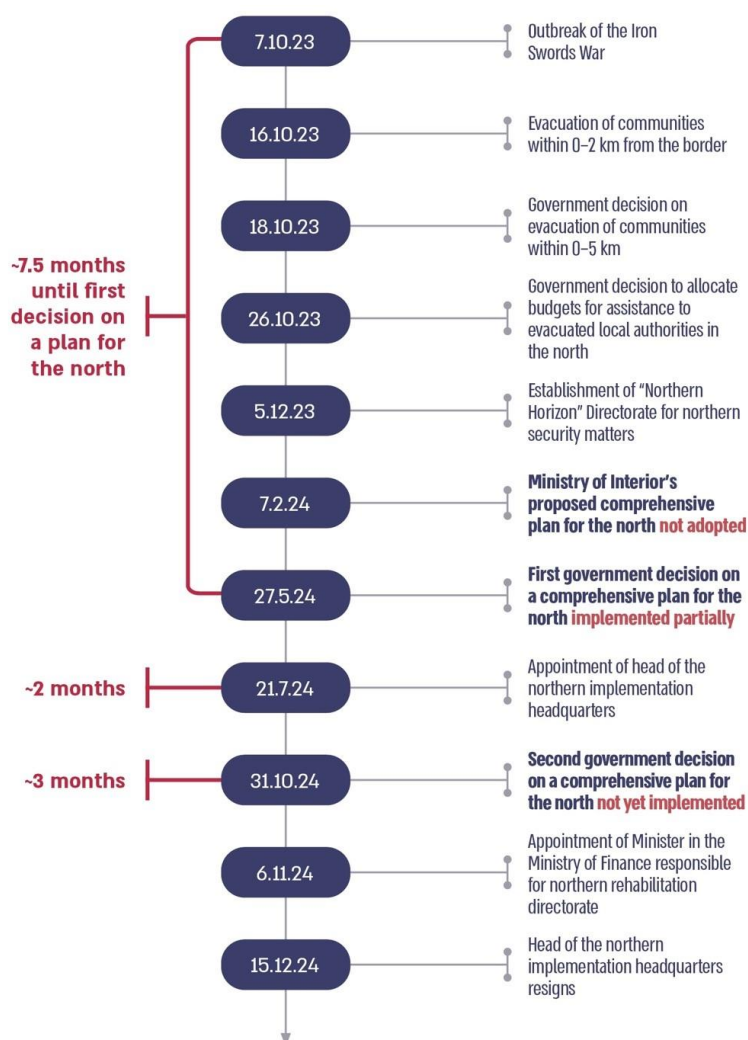 7.10.23
Outbreak of the Iron
Swords War
16.10.23
Evacuation of communities
within 0–2 km from the border
18.10.23
Government decision on
evacuation of communities
within 0–5 km
~7.5 months
until first
decision on
a plan for
the north
26.10.23
Government decision to allocate
budgets for assistance to
evacuated local authorities in
the north
5.12.23
Establishment of “Northern
Horizon” Directorate for northern
security matters
7.2.24
Ministry of Interior’s
proposed comprehensive
plan for the north not adopted
27.5.24
First government decision on
a comprehensive plan for the
north implemented partially
~2 months
21.7.24
Appointment of head of the
northern implementation
headquarters
~3 months
31.10.24
Second government decision
on a comprehensive plan for
the north not yet implemented
6.11.24
Appointment of Minister in the
Ministry of Finance responsible
for northern rehabilitation
directorate
15.12.24
Head of the northern
implementation headquarters
resigns